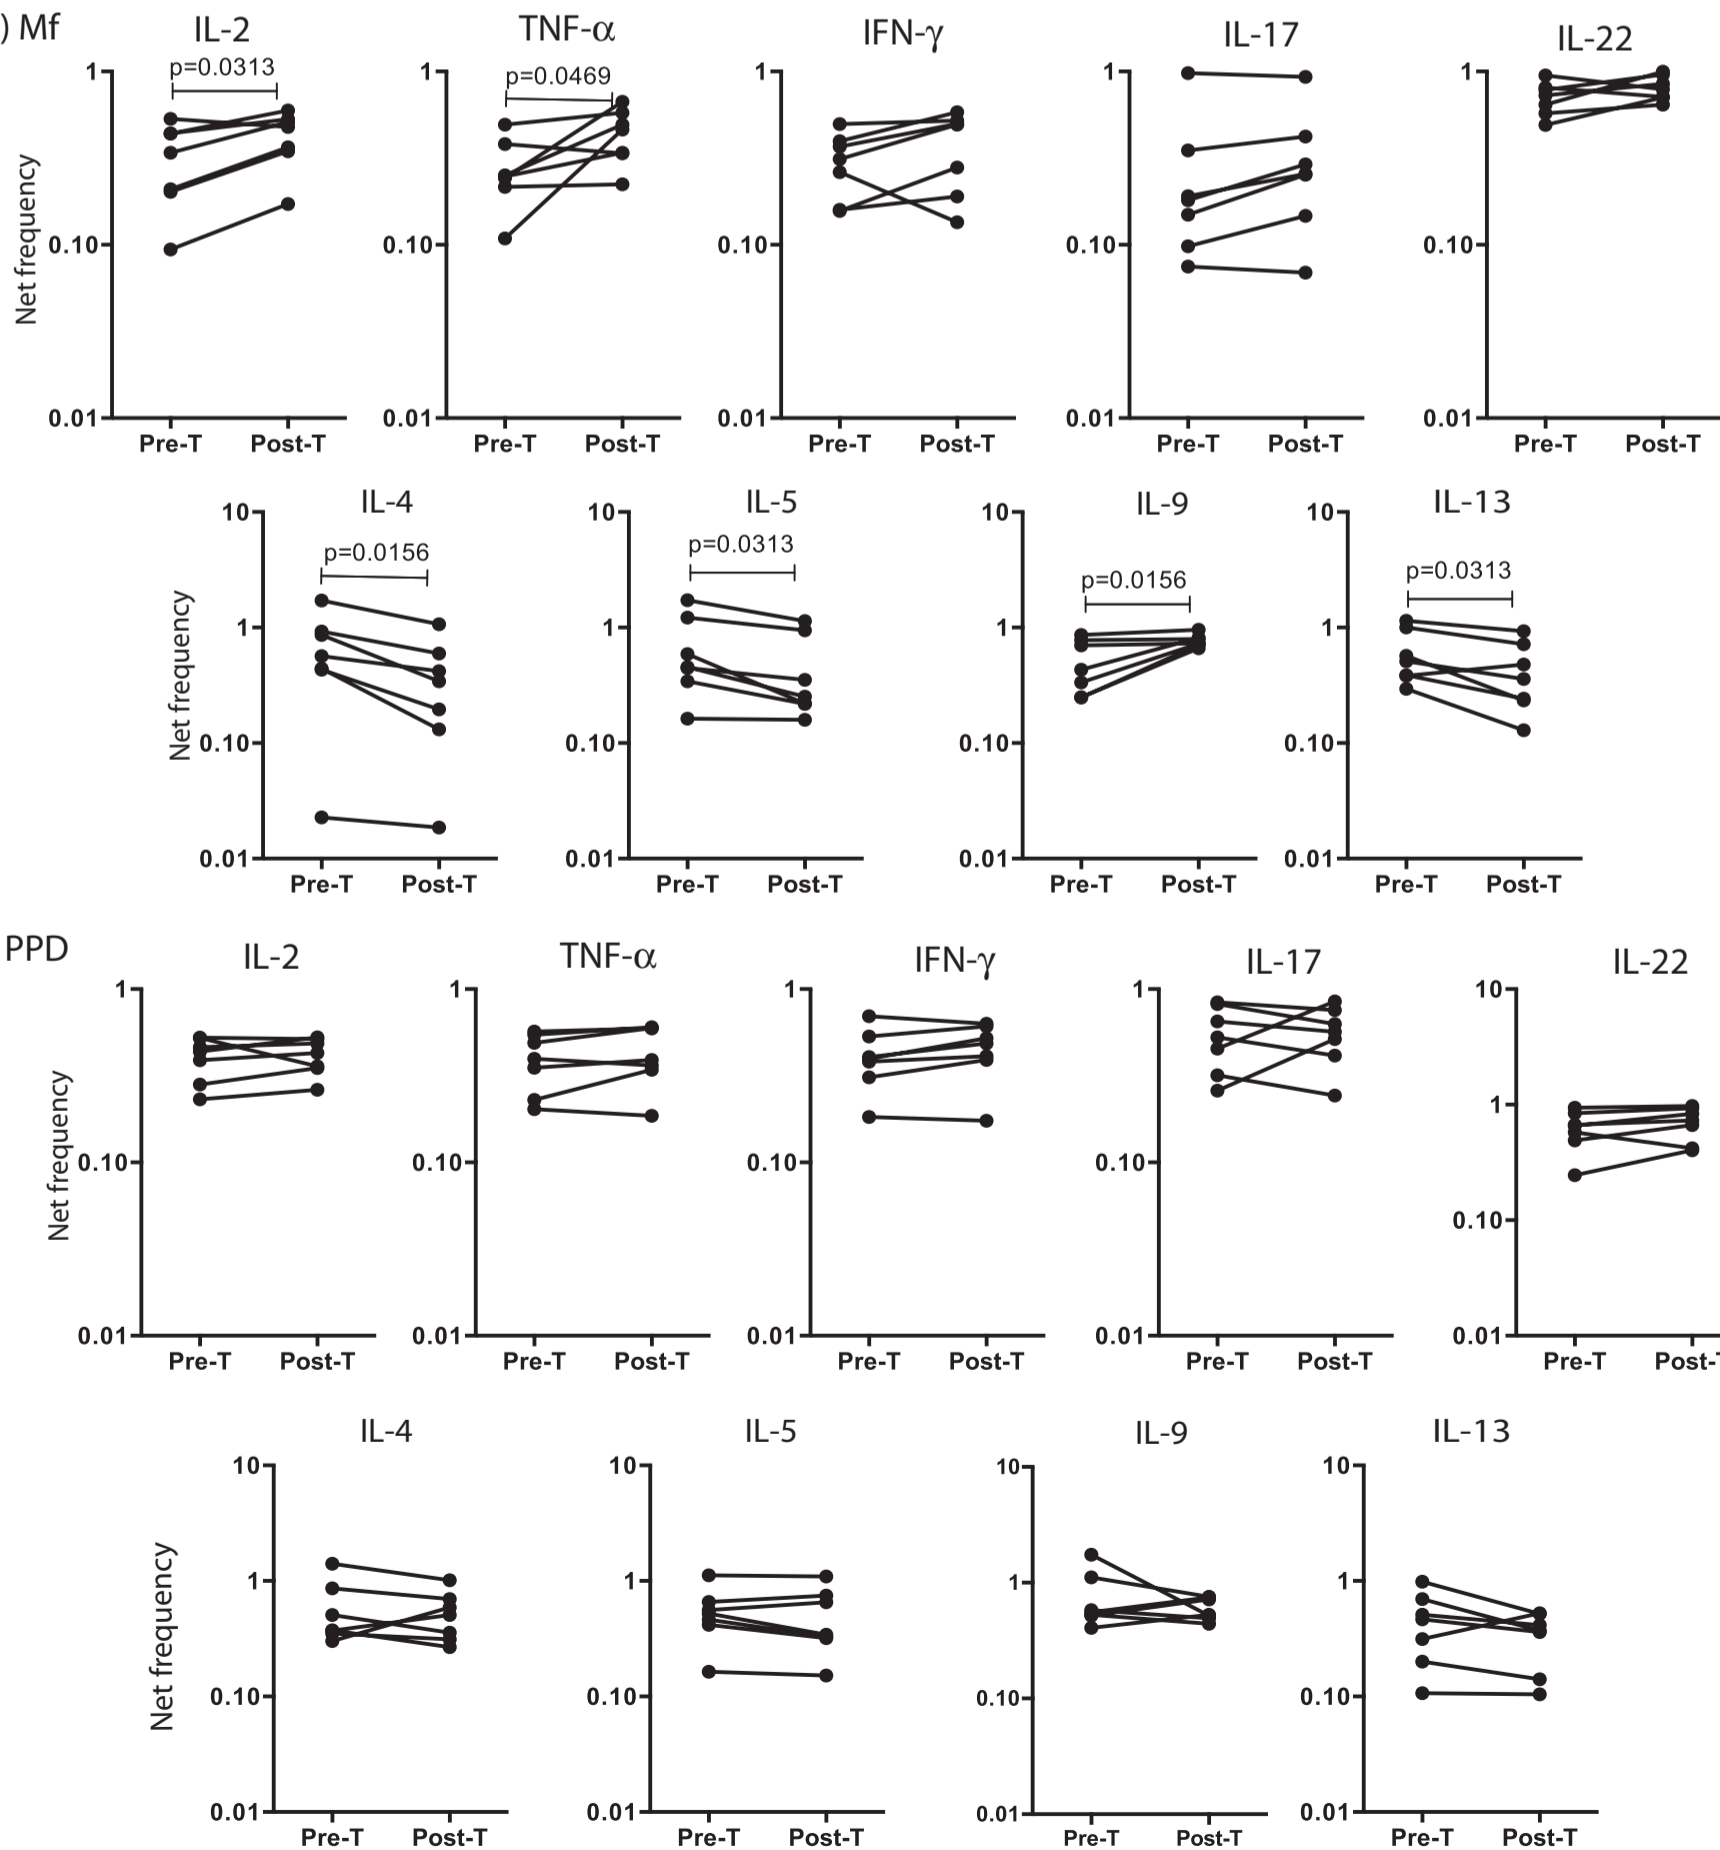 ) Mf
IL-2 TNF-α IFN-γ IL-17 IL-22
p=0.0313 p=0.0469
Net frequency
1 1 1 1 1
0.10 0.10 0.10 0.10 0.10
0.01 0.01 0.01 0.01 0.01
Pre-T Post-T Pre-T Post-T Pre-T Post-T Pre-T Post-T Pre-T Post-T
IL-4 IL-5 IL-9 IL-13
p=0.0156 p=0.0313 p=0.0156 p=0.0313
Net frequency
10 10 10 10
1 1 1 1
0.10 0.10 0.10 0.10
0.01 0.01 0.01 0.01
Pre-T Post-T Pre-T Post-T Pre-T Post-T Pre-T Post-T
PPD
IL-2 TNF-α IFN-γ IL-17 IL-22
Net frequency
1 1 1 1 10
1
0.10 0.10 0.10 0.10 0.10
0.01 0.01 0.01 0.01 0.01
Pre-T Post-T Pre-T Post-T Pre-T Post-T Pre-T Post-T Pre-T Post-T
IL-4 IL-5 IL-9 IL-13
Net frequency
10 10 10 10
1 1 1 1
0.10 0.10 0.10 0.10
0.01 0.01 0.01 0.01
Pre-T Post-T Pre-T Post-T Pre-T Post-T Pre-T Post-T